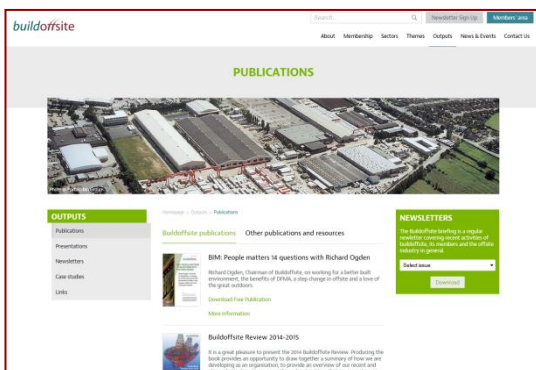 buildoffsite
Search...
Newsletter Sign Up
Members' area
About Membership Sectors Themes Outputs News & Events Contact Us
PUBLICATIONS
OUTPUTS
Publications
Presentations
Newsletters
Case studies
Links
Homepage > Outputs > Publications
Buildoffsite publications Other publications and resources
BIM: People matters 14 questions with Richard Ogden
Richard Ogden, Chairman of Buildoffsite, on working for a better built
environment, the benefits of DfMA, a step change in offsite and a love of
the great outdoors.
Download Free Publication
More Information
Buildoffsite Review 2014-2015
It is a great pleasure to present the 2014 Buildoffsite Review. Producing the
book provides an opportunity to draw together a summary of how we are
developing as an organisation, to provide an overview of our recent and
NEWSLETTERS
The Buildoffsite briefing is a regular
newsletter covering recent activities of
buildoffsite, its members and the offsite
industry in general.
Select issue
Download